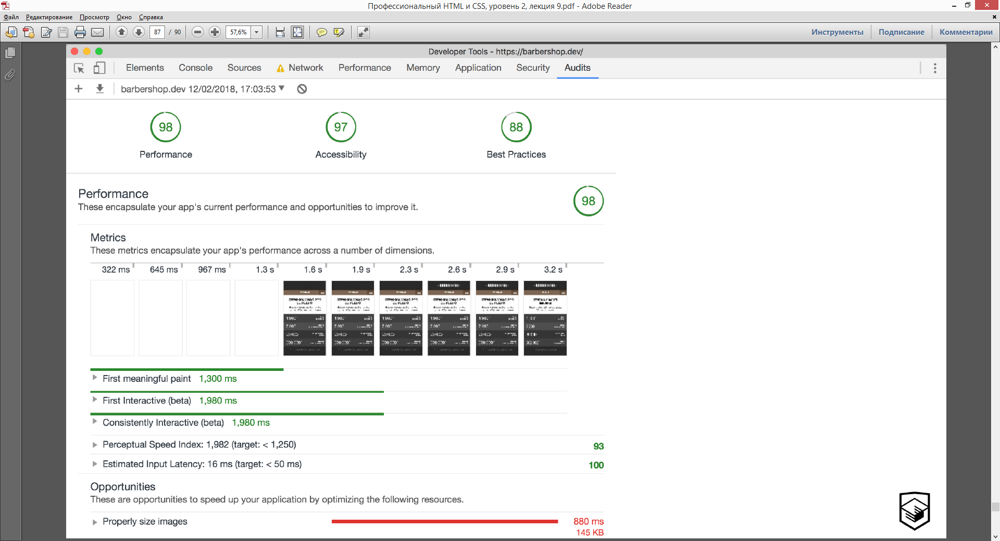 Профессиональный HTML и CSS, уровень 2, лекция 9.pdf - Adobe Reader
Файл Редактирование Просмотр Окно Справка
87 / 90 57,6% Инструменты Подписание Комментарии
Developer Tools - https://barbershop.dev/
Elements Console Sources Network Performance Memory Application Security Audits
barbershop.dev 12/02/2018, 17:03:53
98 97 88
Performance Accessibility Best Practices
Performance
These encapsulate your app's current performance and opportunities to improve it.
98
Metrics
These metrics encapsulate your app's performance across a number of dimensions.
322 ms 645 ms 967 ms 1.3 s 1.6 s 1.9 s 2.3 s 2.6 s 2.9 s 3.2 s
First meaningful paint 1,300 ms
First Interactive (beta) 1,980 ms
Consistently Interactive (beta) 1,980 ms
Perceptual Speed Index: 1,982 (target: < 1,250) 93
Estimated Input Latency: 16 ms (target: < 50 ms) 100
Opportunities
These are opportunities to speed up your application by optimizing the following resources.
Properly size images 880 ms
145 KB